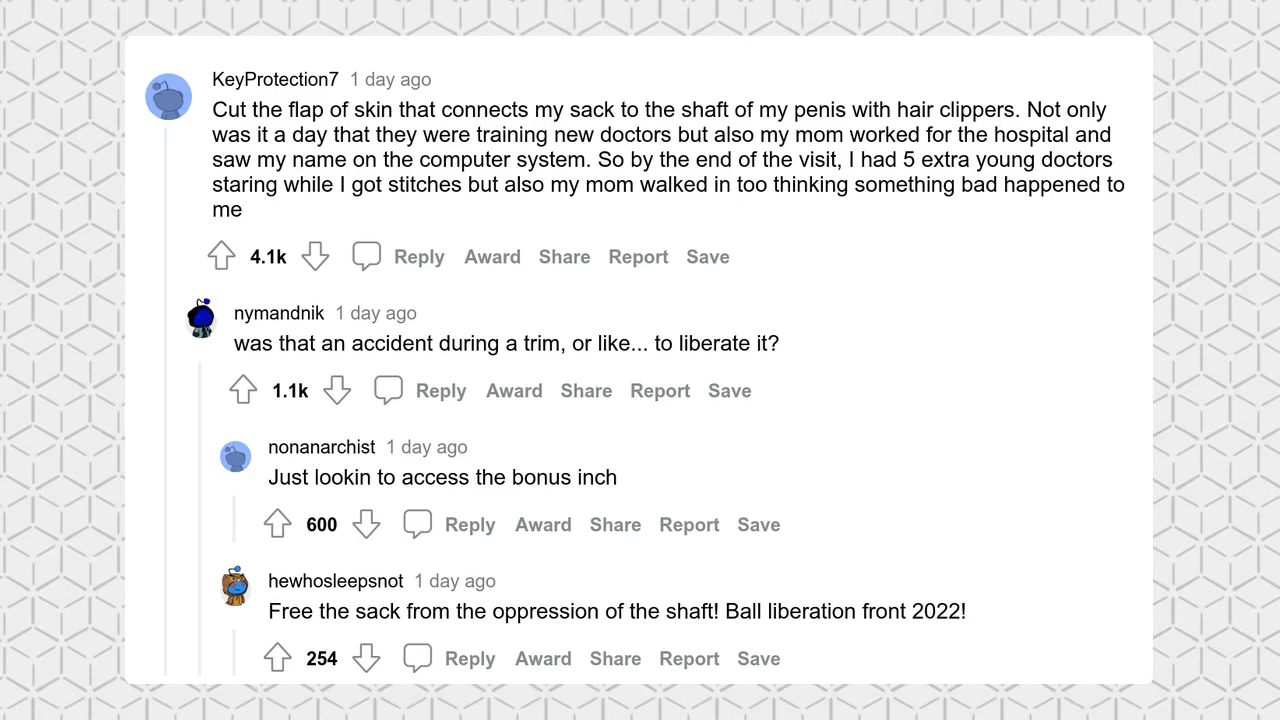 KeyProtection7 1 day ago
Cut the flap of skin that connects my sack to the shaft of my penis with hair clippers. Not only
was it a day that they were training new doctors but also my mom worked for the hospital and
saw my name on the computer system. So by the end of the visit, I had 5 extra young doctors
staring while I got stitches but also my mom walked in too thinking something bad happened to
me
4.1k Reply Award Share Report Save
nymandnik 1 day ago
was that an accident during a trim, or like... to liberate it?
1.1k Reply Award Share Report Save
nonanarchist 1 day ago
Just lookin to access the bonus inch
600 Reply Award Share Report Save
hewhosleepsnot 1 day ago
Free the sack from the oppression of the shaft! Ball liberation front 2022!
254 Reply Award Share Report Save